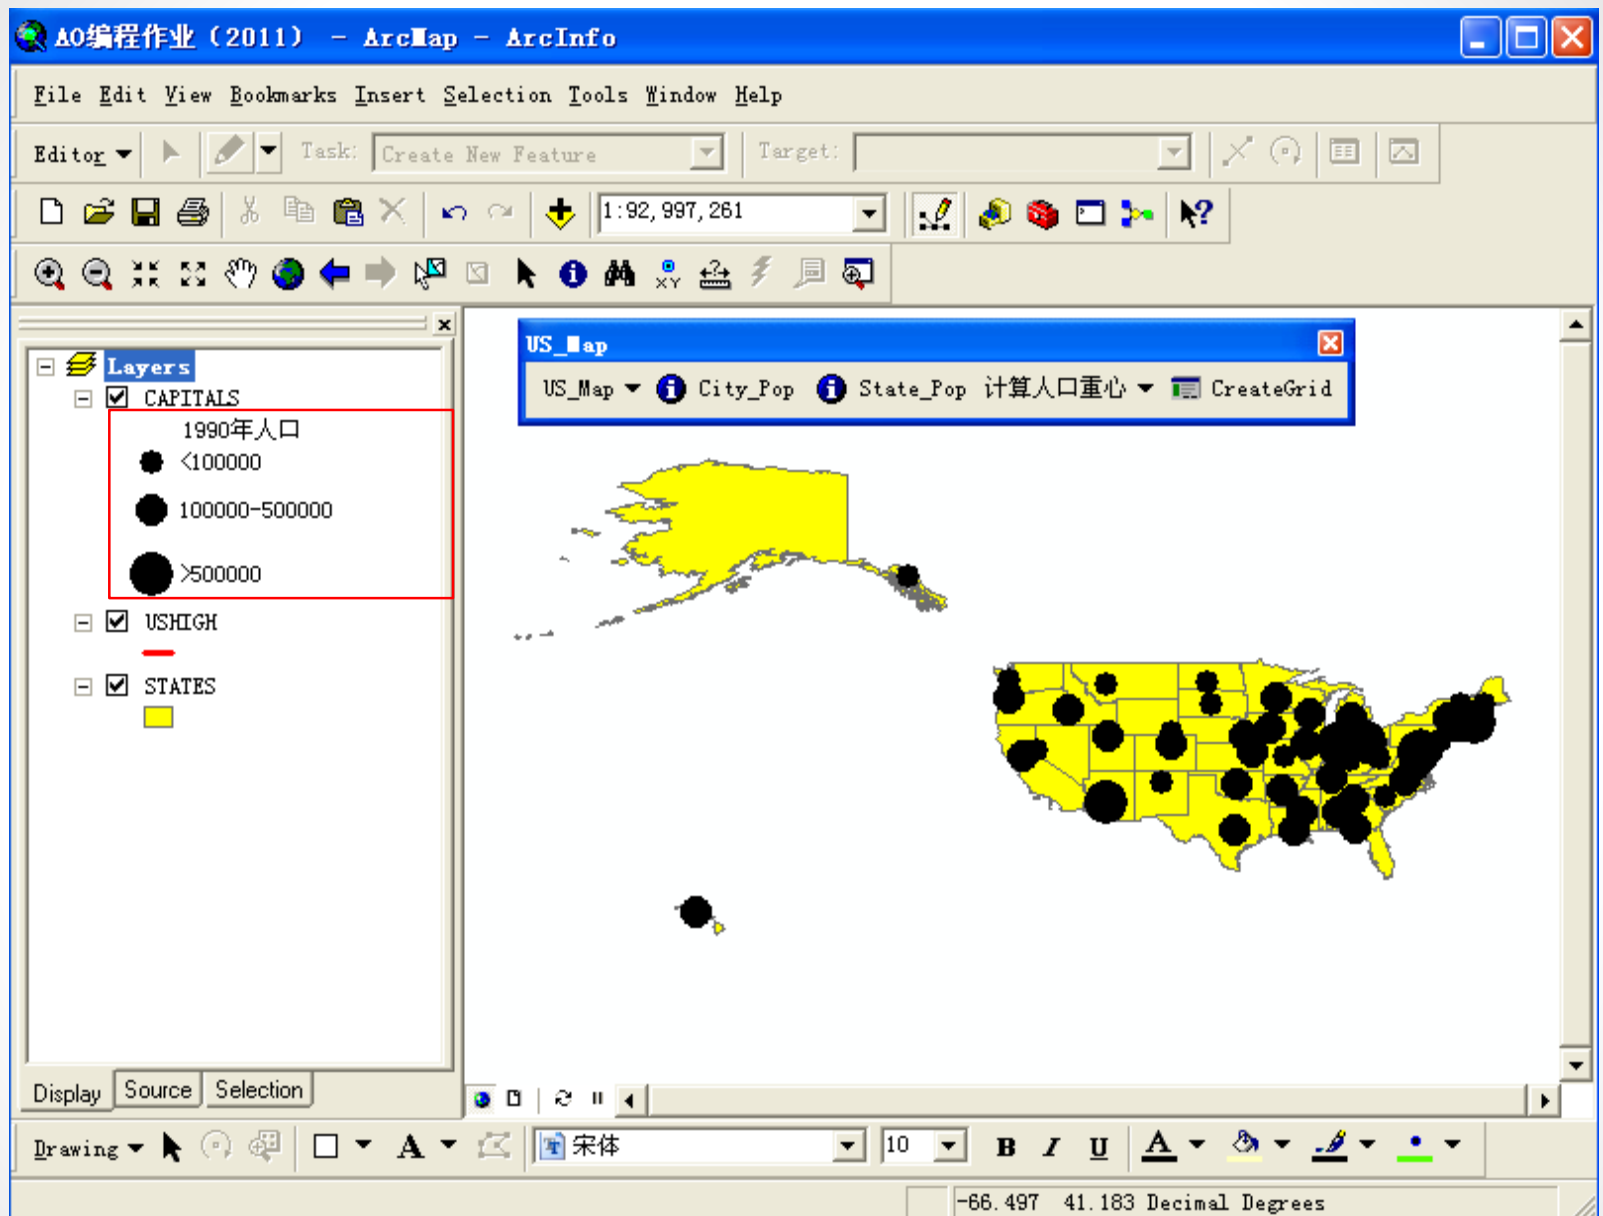 AO编程作业（2011） - ArcMap - ArcInfo
File Edit View Bookmarks Insert Selection Tools Window Help
Editor Task: Create New Feature Target:
1:92,997,261
Layers
CAPITALS
1990年人口
<100000
100000-500000
>500000
USHIGH
STATES
US_Map
US_Map City_Pop State_Pop 计算人口重心 CreateGrid
Display Source Selection
Drawing A 宋体 10 B I U A
-66.497 41.183 Decimal Degrees